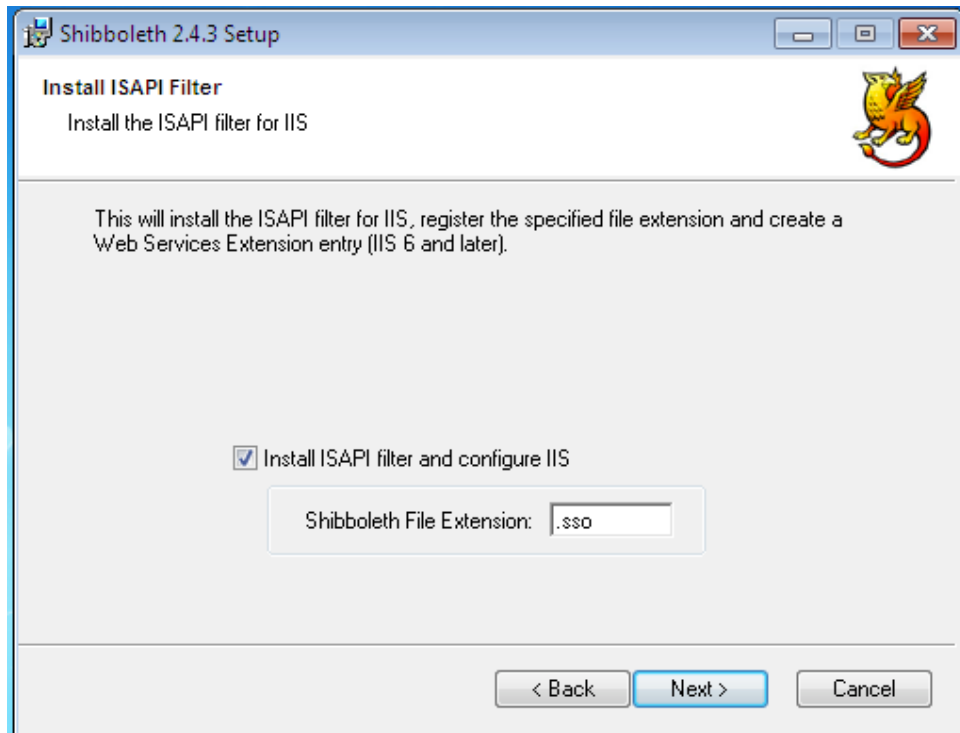 Shibboleth 2.4.3 Setup
Install ISAPI Filter
Install the ISAPI filter for IIS
This will install the ISAPI filter for IIS, register the specified file extension and create a
Web Services Extension entry (IIS 6 and later).
Install ISAPI filter and configure IIS
Shibboleth File Extension: .sso
< Back Next > Cancel